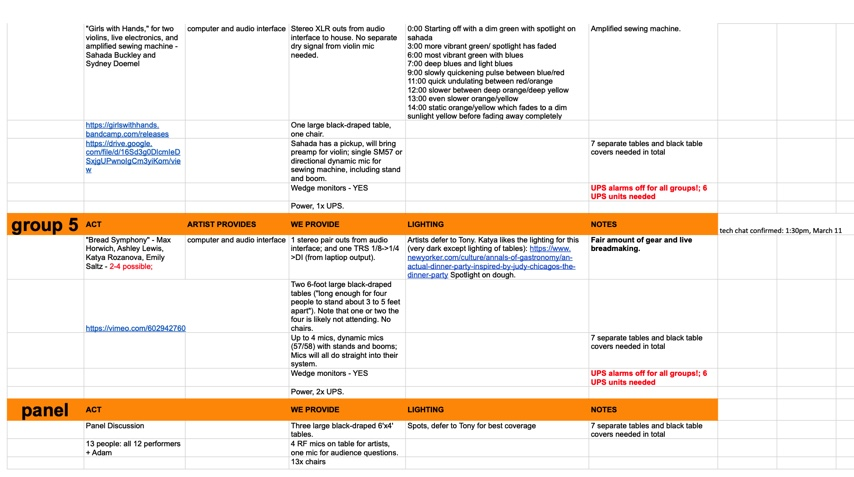 "Girls with Hands," for two
violins, live electronics, and
amplified sewing machine -
Sahada Buckley and
Sydney Doemel
computer and audio interface
Stereo XLR outs from audio
interface to house. No separate
dry signal from violin mic
needed.
0:00 Starting off with a dim green with spotlight on
sahada
3:00 more vibrant green/ spotlight has faded
6:00 most vibrant green with blues
7:00 deep blues and light blues
9:00 slowly quickening pulse between blue/red
11:00 quick undulating between red/orange
12:00 slower between deep orange/deep yellow
13:00 even slower orange/yellow
14:00 static orange/yellow which fades to a dim
sunlight yellow before fading away completely
Amplified sewing machine.
https://girlswithhands.
bandcamp.com/releases
One large black-draped table,
one chair.
https://drive.google.
com/file/d/16Sd3g0DlcmIeD
SxjgUPwnoIgCm3yiKom/vie
w
Sahada has a pickup, will bring
preamp for violin; single SM57 or
directional dynamic mic for
sewing machine, including stand
and boom.
7 separate tables and black table
covers needed in total
Wedge monitors - YES
UPS alarms off for all groups!; 6
UPS units needed
Power, 1x UPS.
group 5
ACT
ARTIST PROVIDES
WE PROVIDE
LIGHTING
NOTES
tech chat confirmed: 1:30pm, March 11
"Bread Symphony" - Max
Horwich, Ashley Lewis,
Katya Rozanova, Emily
Saltz - 2-4 possible;
computer and audio interface
1 stereo pair outs from audio
interface; and one TRS 1/8->1/4
>DI (from laptiop output).
Artists defer to Tony. Katya likes the lighting for this
(very dark except lighting of tables): https://www.
newyorker.com/culture/annals-of-gastronomy/an-
actual-dinner-party-inspired-by-judy-chicagos-the-
dinner-party Spotlight on dough.
Fair amount of gear and live
breadmaking.
https://vimeo.com/602942760
Two 6-foot large black-draped
tables ("long enough for four
people to stand about 3 to 5 feet
apart"). Note that one or two the
four is likely not attending. No
chairs.
Up to 4 mics, dynamic mics
(57/58) with stands and booms;
Mics will all do straight into their
system.
7 separate tables and black table
covers needed in total
Wedge monitors - YES
UPS alarms off for all groups!; 6
UPS units needed
Power, 2x UPS.
panel
ACT
WE PROVIDE
LIGHTING
NOTES
Panel Discussion
Three large black-draped 6'x4'
tables.
Spots, defer to Tony for best coverage
7 separate tables and black table
covers needed in total
13 people: all 12 performers
+ Adam
4 RF mics on table for artists,
one mic for audience questions.
13x chairs